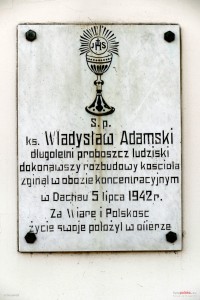 IHS
Ś.p.
ks. Władysław Adamski
długoletni proboszcz ludziski
dokonawszy rozbudowy kościoła
zginął w obozie koncentracyjnym
w Dachau 5 lipca 1942r.
Za Wiarę i Polskość
życie swoje położył w ofierze